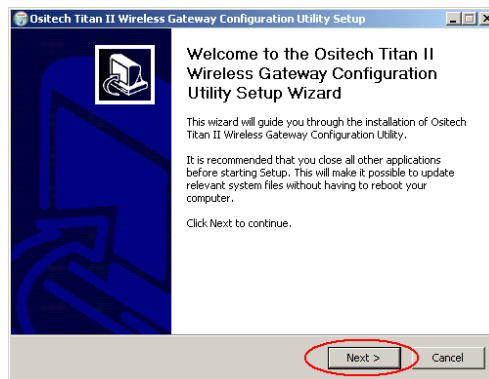 Ositech Titan II Wireless Gateway Configuration Utility Setup
Welcome to the Ositech Titan II
Wireless Gateway Configuration
Utility Setup Wizard
This wizard will guide you through the installation of Ositech
Titan II Wireless Gateway Configuration Utility.
It is recommended that you close all other applications
before starting Setup. This will make it possible to update
relevant system files without having to reboot your
computer.
Click Next to continue.
Next >
Cancel